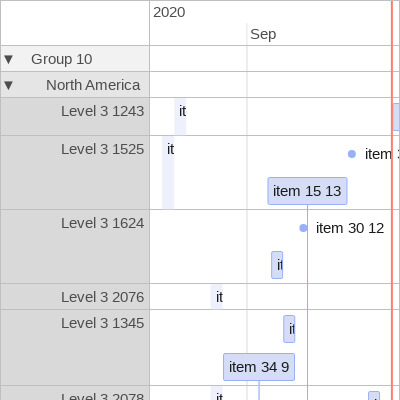 2020
Sep
▼ Group 10
▼ North America
Level 3 1243 it
Level 3 1525 it item
item 15 13
Level 3 1624 item 30 12
it
Level 3 2076 it
Level 3 1345 it
item 34 9
Level 3 2078 it